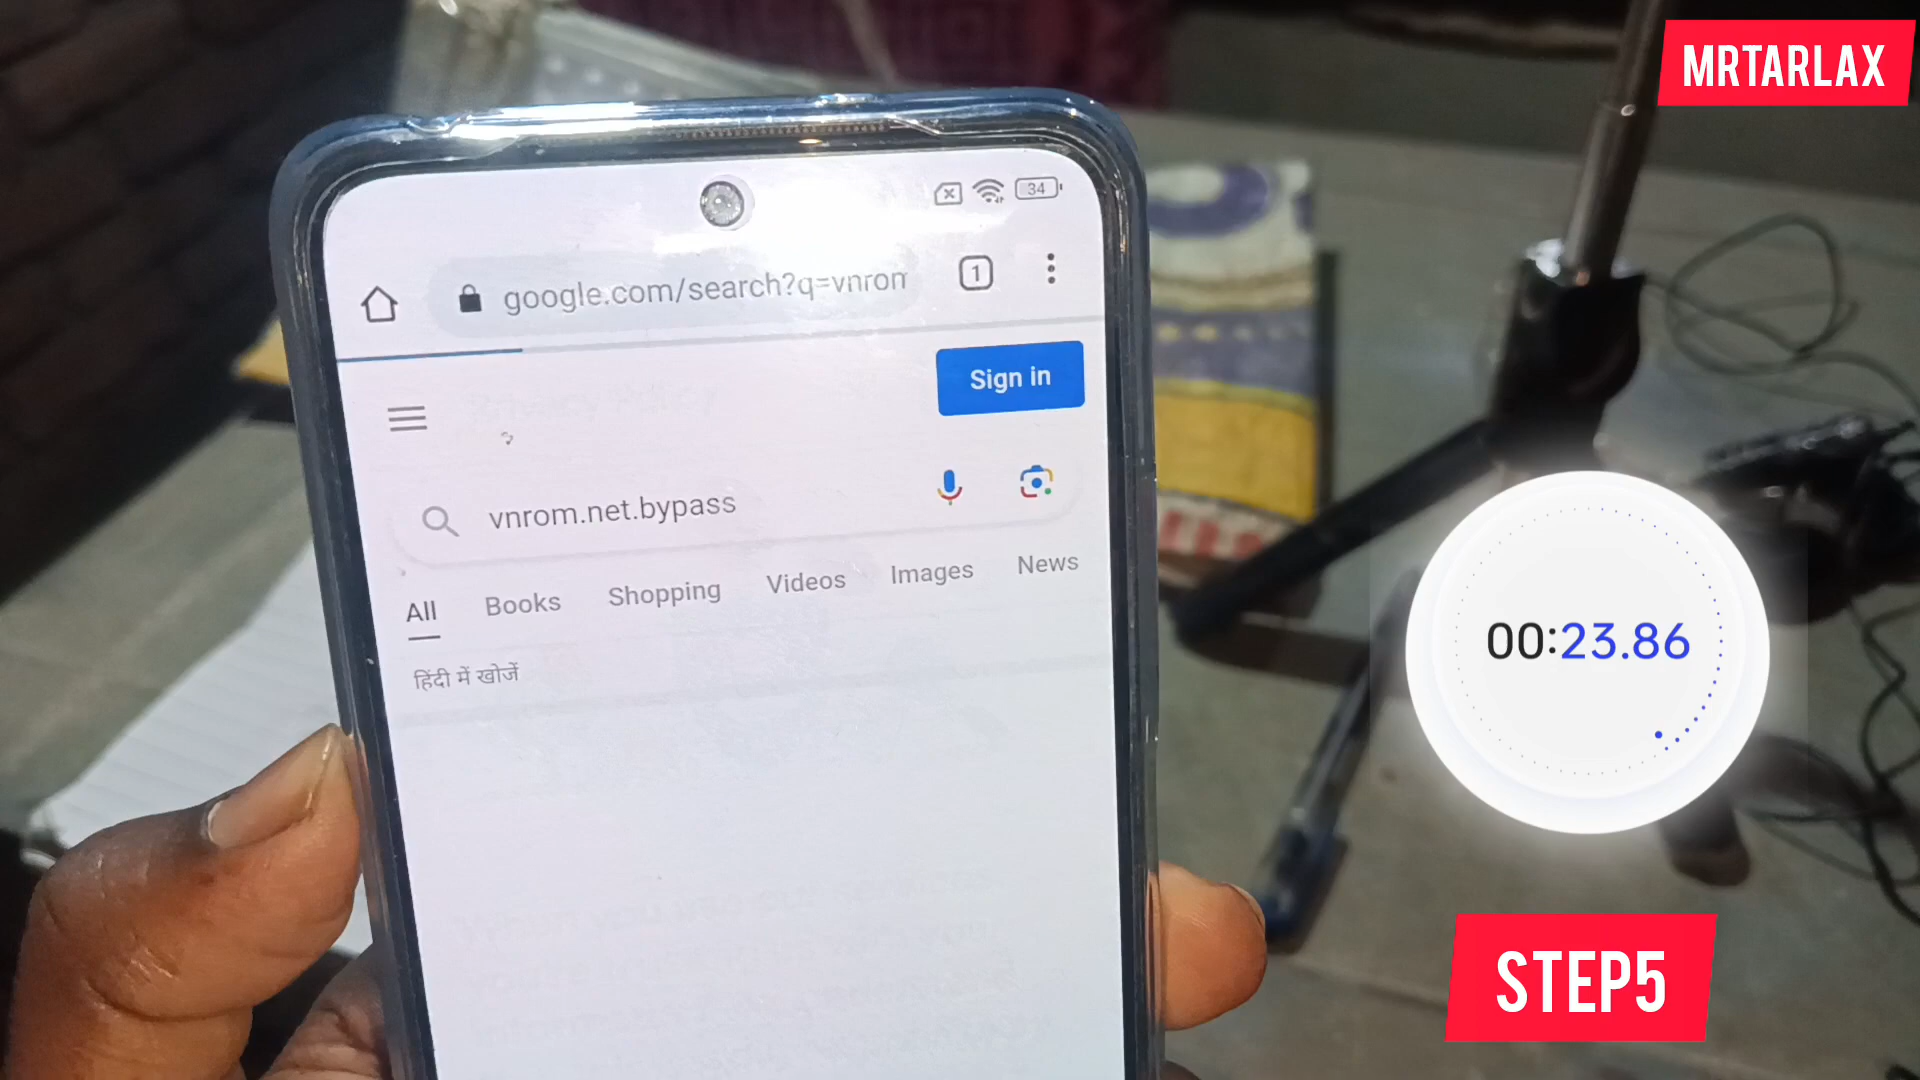 MRTARLAX
34
google.com/search?q=vnrom
1
Sign in
vnrom.net.bypass
All Books Shopping Videos Images News
हिंदी में खोजें
00:23.86
STEP5